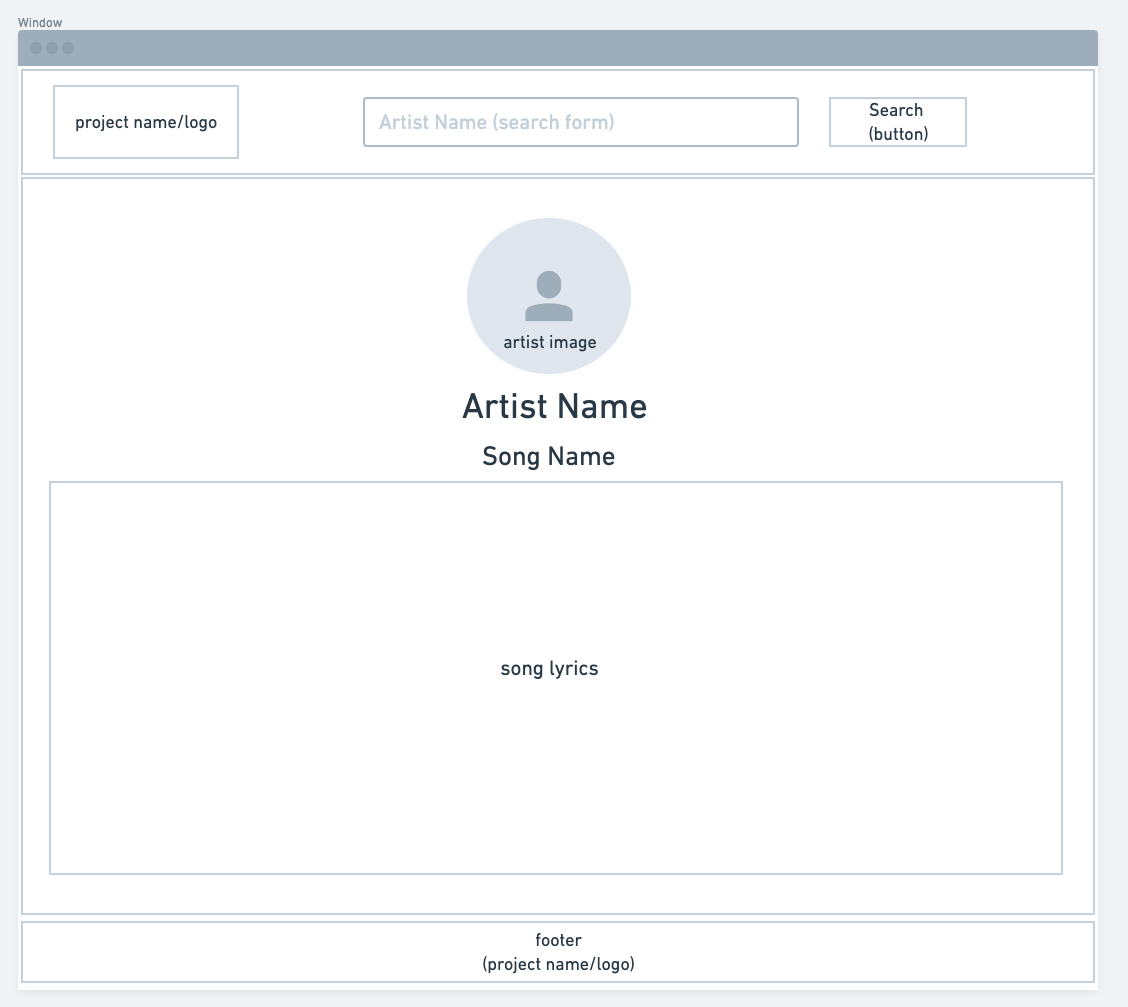 Window
project name/logo
Artist Name (search form)
Search
(button)
artist image
Artist Name
Song Name
song lyrics
footer
(project name/logo)